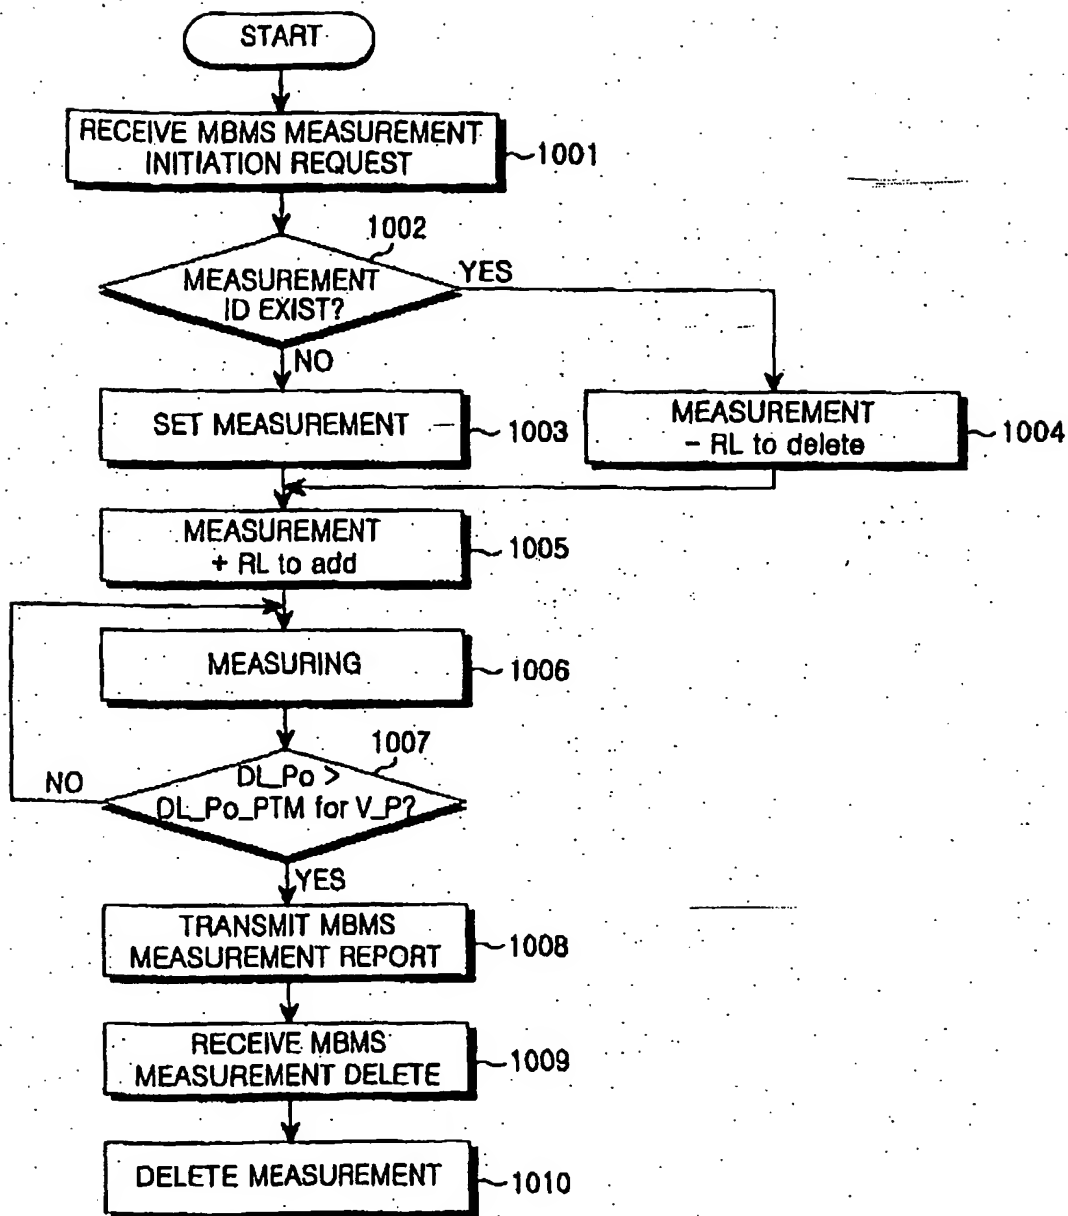 START
RECEIVE MBMS MEASUREMENT
INITIATION REQUEST
1001
1002
MEASUREMENT
ID EXIST?
YES
NO
SET MEASUREMENT
1003
MEASUREMENT
– RL to delete
1004
MEASUREMENT
+ RL to add
1005
MEASURING
1006
1007
DL_Po >
DL_Po_PTM for V_P?
NO
YES
TRANSMIT MBMS
MEASUREMENT REPORT
1008
RECEIVE MBMS
MEASUREMENT DELETE
1009
DELETE MEASUREMENT
1010